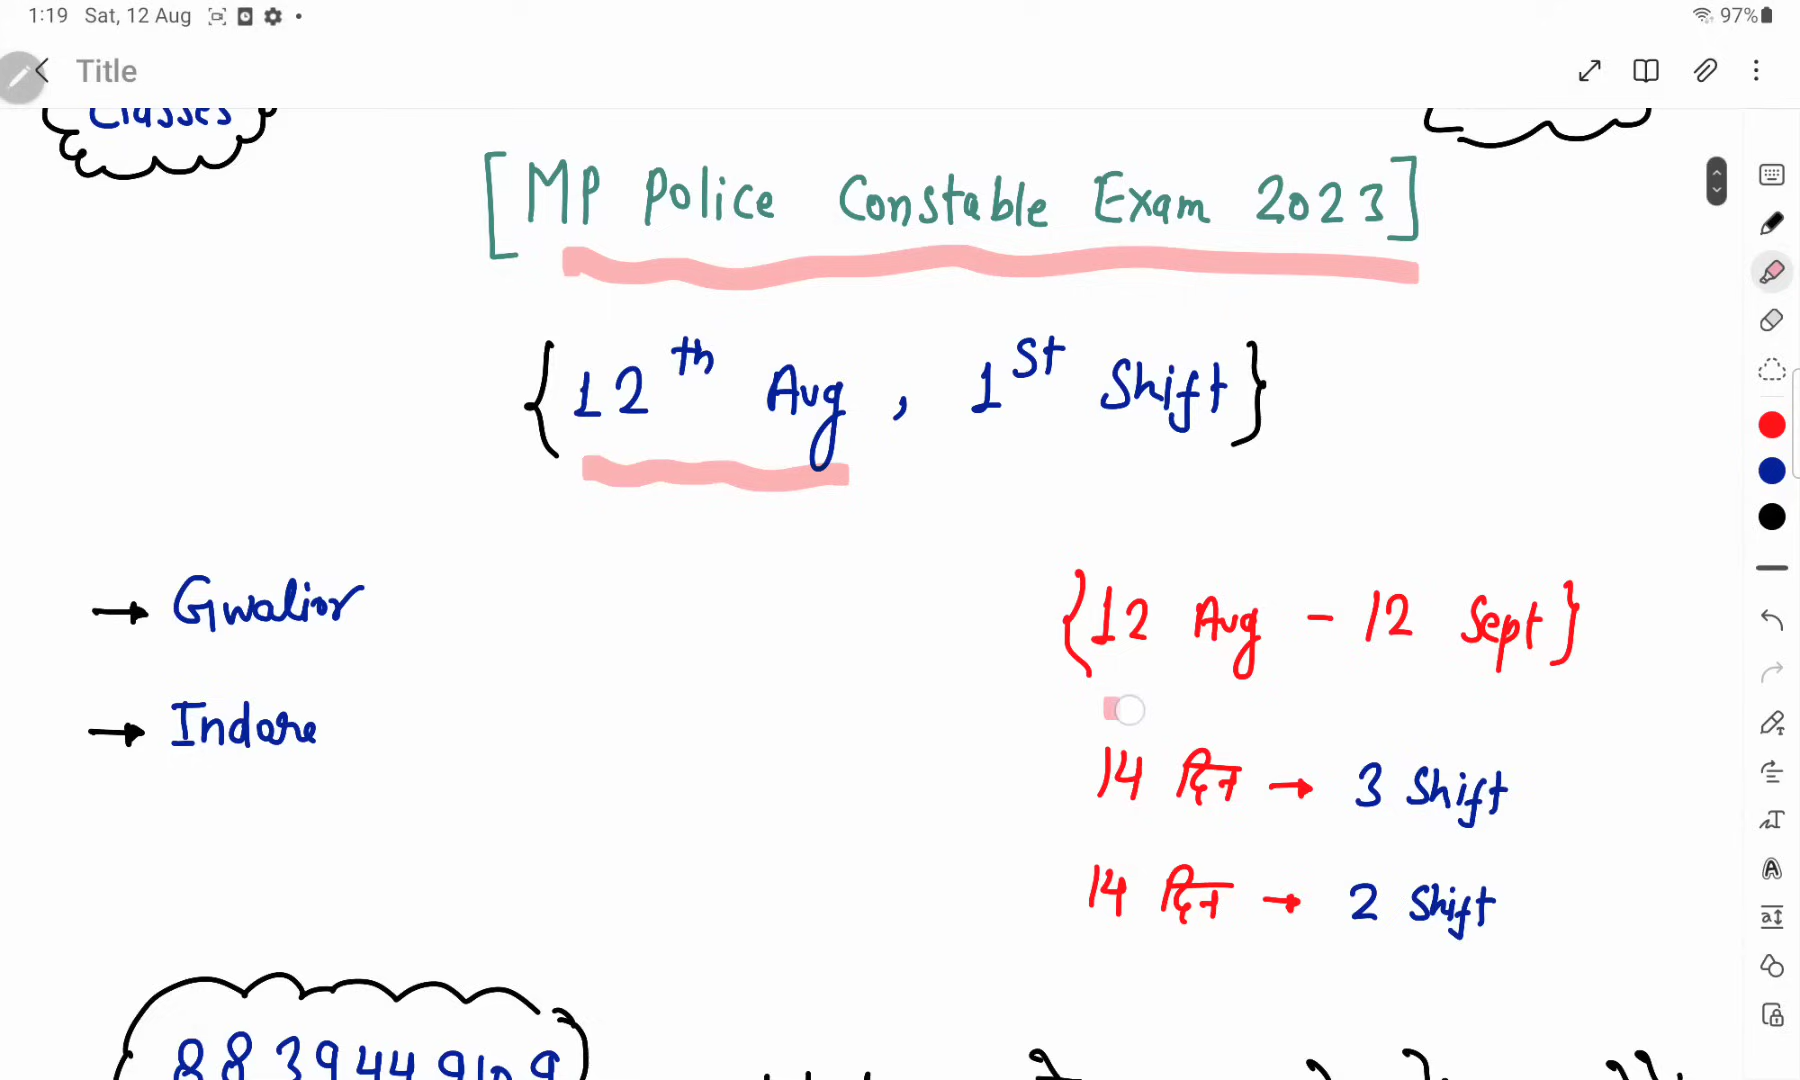 1:19 Sat, 12 Aug
97%
Title
Classes
[MP Police Constable Exam 2023]
{12th Aug, 1st Shift}
→ Gwalior
{12 Aug - 12 Sept}
→ Indore
14 दिन → 3 Shift
14 दिन → 2 Shift